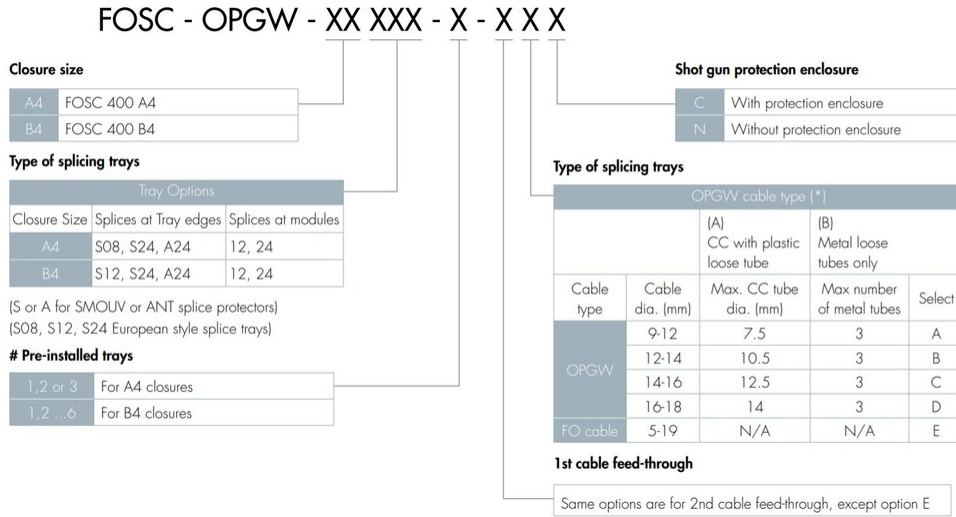 FOSC - OPGW - XX XXX - X - X X X
Closure size
A4 FOSC 400 A4
B4 FOSC 400 B4
Type of splicing trays
Tray Options
Closure Size Splices at Tray edges Splices at modules
A4 S08, S24, A24 12, 24
B4 S12, S24, A24 12, 24
(S or A for SMOUV or ANT splice protectors)
(S08, S12, S24 European style splice trays)
# Pre-installed trays
1,2 or 3 For A4 closures
1,2 ...6 For B4 closures
Shot gun protection enclosure
C With protection enclosure
N Without protection enclosure
Type of splicing trays
OPGW cable type (*)
(A) (B)
CC with plastic Metal loose
loose tube tubes only
Cable Cable Max. CC tube Max number
type dia. (mm) dia. (mm) of metal tubes Select
9-12 7.5 3 A
12-14 10.5 3 B
OPGW
14-16 12.5 3 C
16-18 14 3 D
FO cable 5-19 N/A N/A E
1st cable feed-through
Same options are for 2nd cable feed-through, except option E